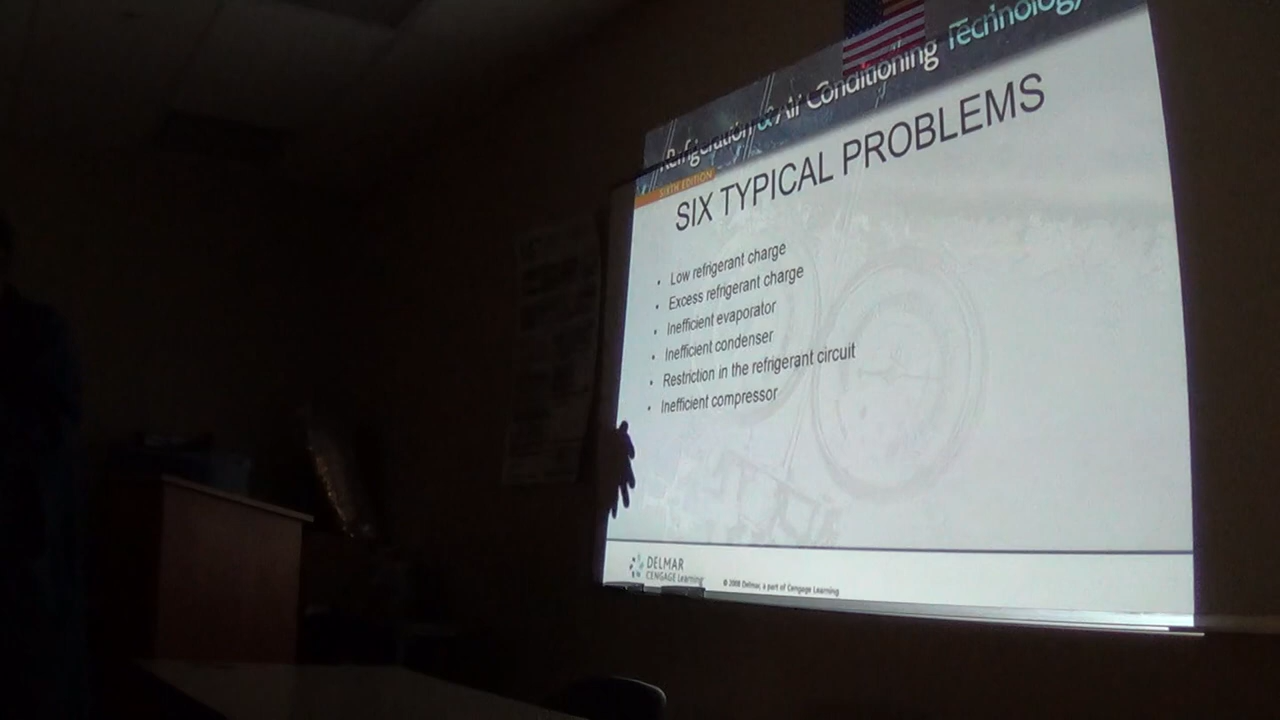 Refrigeration & Air Conditioning Technology
SIXTH EDITION
SIX TYPICAL PROBLEMS
• Low refrigerant charge
• Excess refrigerant charge
• Inefficient evaporator
• Inefficient condenser
• Restriction in the refrigerant circuit
• Inefficient compressor
DELMAR
CENGAGE Learning
© 2008 Delmar, a part of Cengage Learning